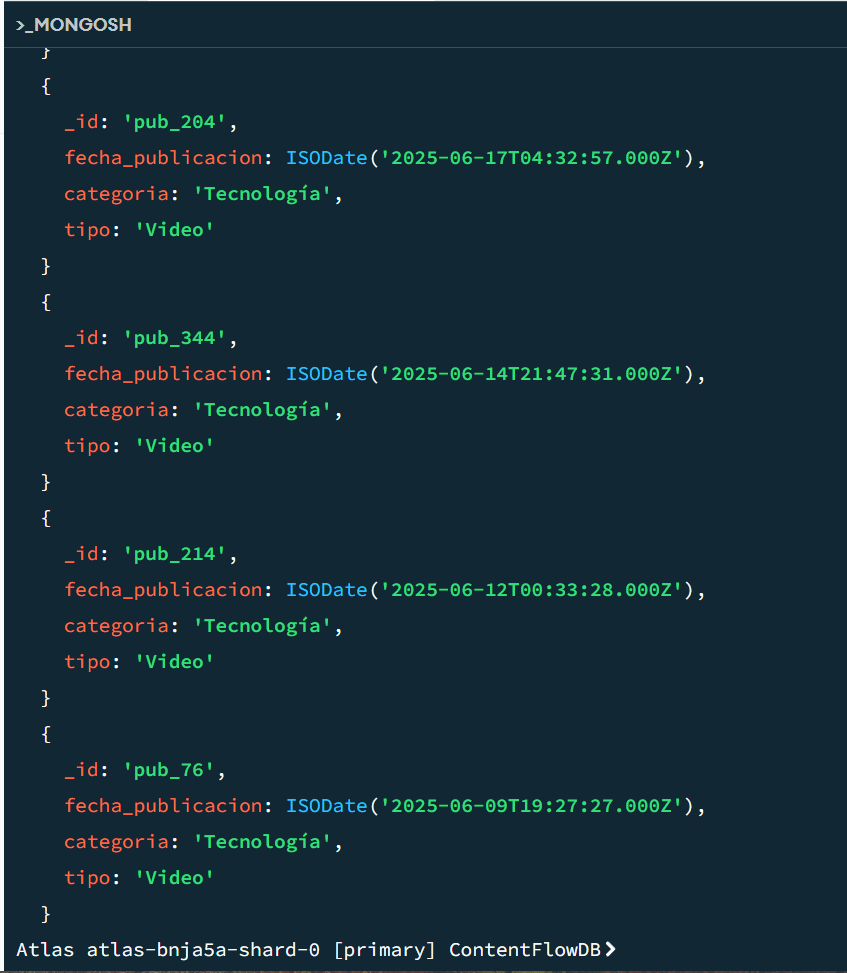 >_MONGOSH
}
{
_id: 'pub_204',
fecha_publicacion: ISODate('2025-06-17T04:32:57.000Z'),
categoria: 'Tecnología',
tipo: 'Video'
}
{
_id: 'pub_344',
fecha_publicacion: ISODate('2025-06-14T21:47:31.000Z'),
categoria: 'Tecnología',
tipo: 'Video'
}
{
_id: 'pub_214',
fecha_publicacion: ISODate('2025-06-12T00:33:28.000Z'),
categoria: 'Tecnología',
tipo: 'Video'
}
{
_id: 'pub_76',
fecha_publicacion: ISODate('2025-06-09T19:27:27.000Z'),
categoria: 'Tecnología',
tipo: 'Video'
}
Atlas atlas-bnja5a-shard-0 [primary] ContentFlowDB>